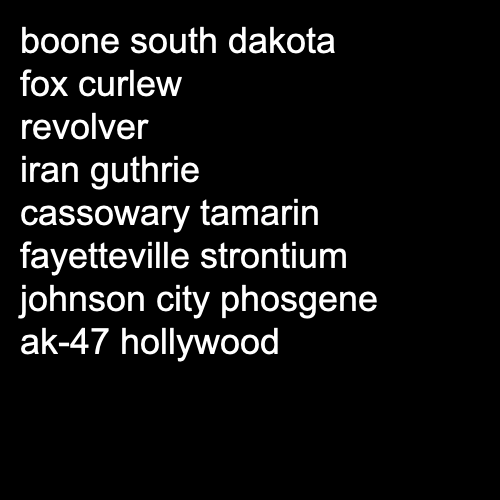 boone south dakota
fox curlew
revolver
iran guthrie
cassowary tamarin
fayetteville strontium
johnson city phosgene
ak-47 hollywood